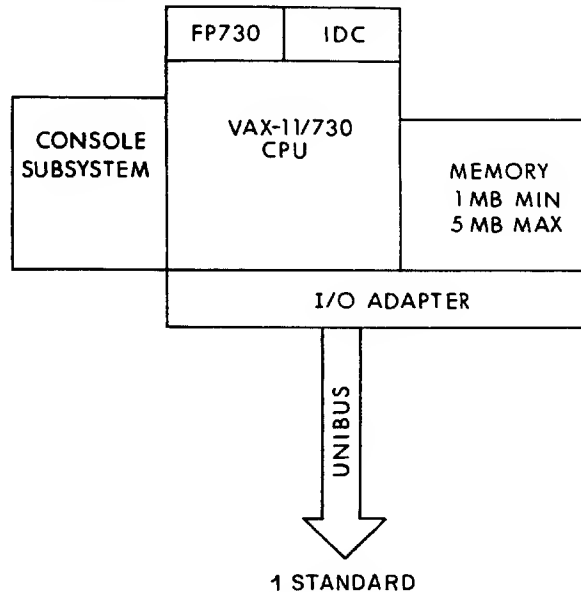 FP730
IDC
CONSOLE
SUBSYSTEM
VAX-11/730
CPU
MEMORY
1 MB MIN
5 MB MAX
I/O ADAPTER
UNIBUS
1 STANDARD